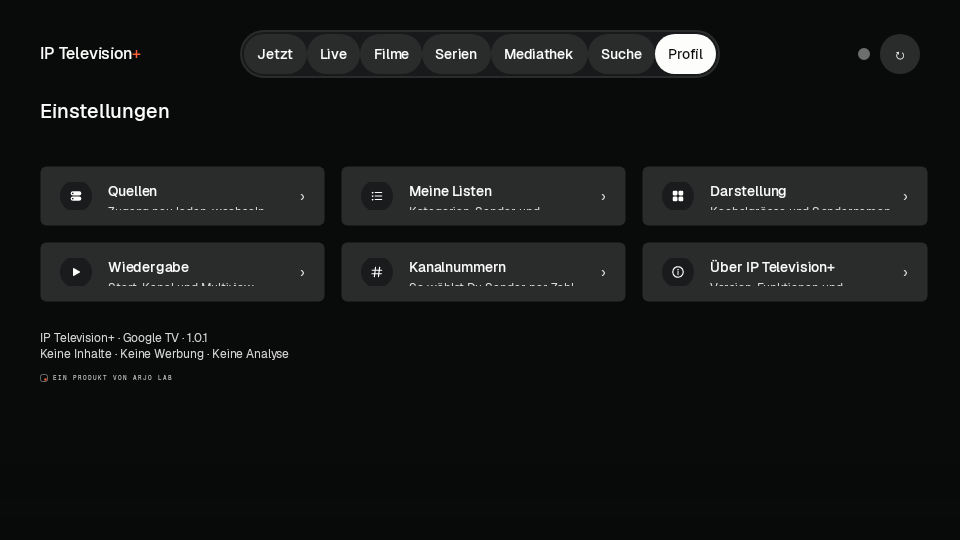 IP Television+
Jetzt Live Filme Serien Mediathek Suche Profil
Einstellungen
Quellen
Meine Listen
Darstellung
Wiedergabe
Kanalnummern
Über IP Television+
IP Television+ · Google TV · 1.0.1
Keine Inhalte · Keine Werbung · Keine Analyse
EIN PRODUKT VON ARJO LAB